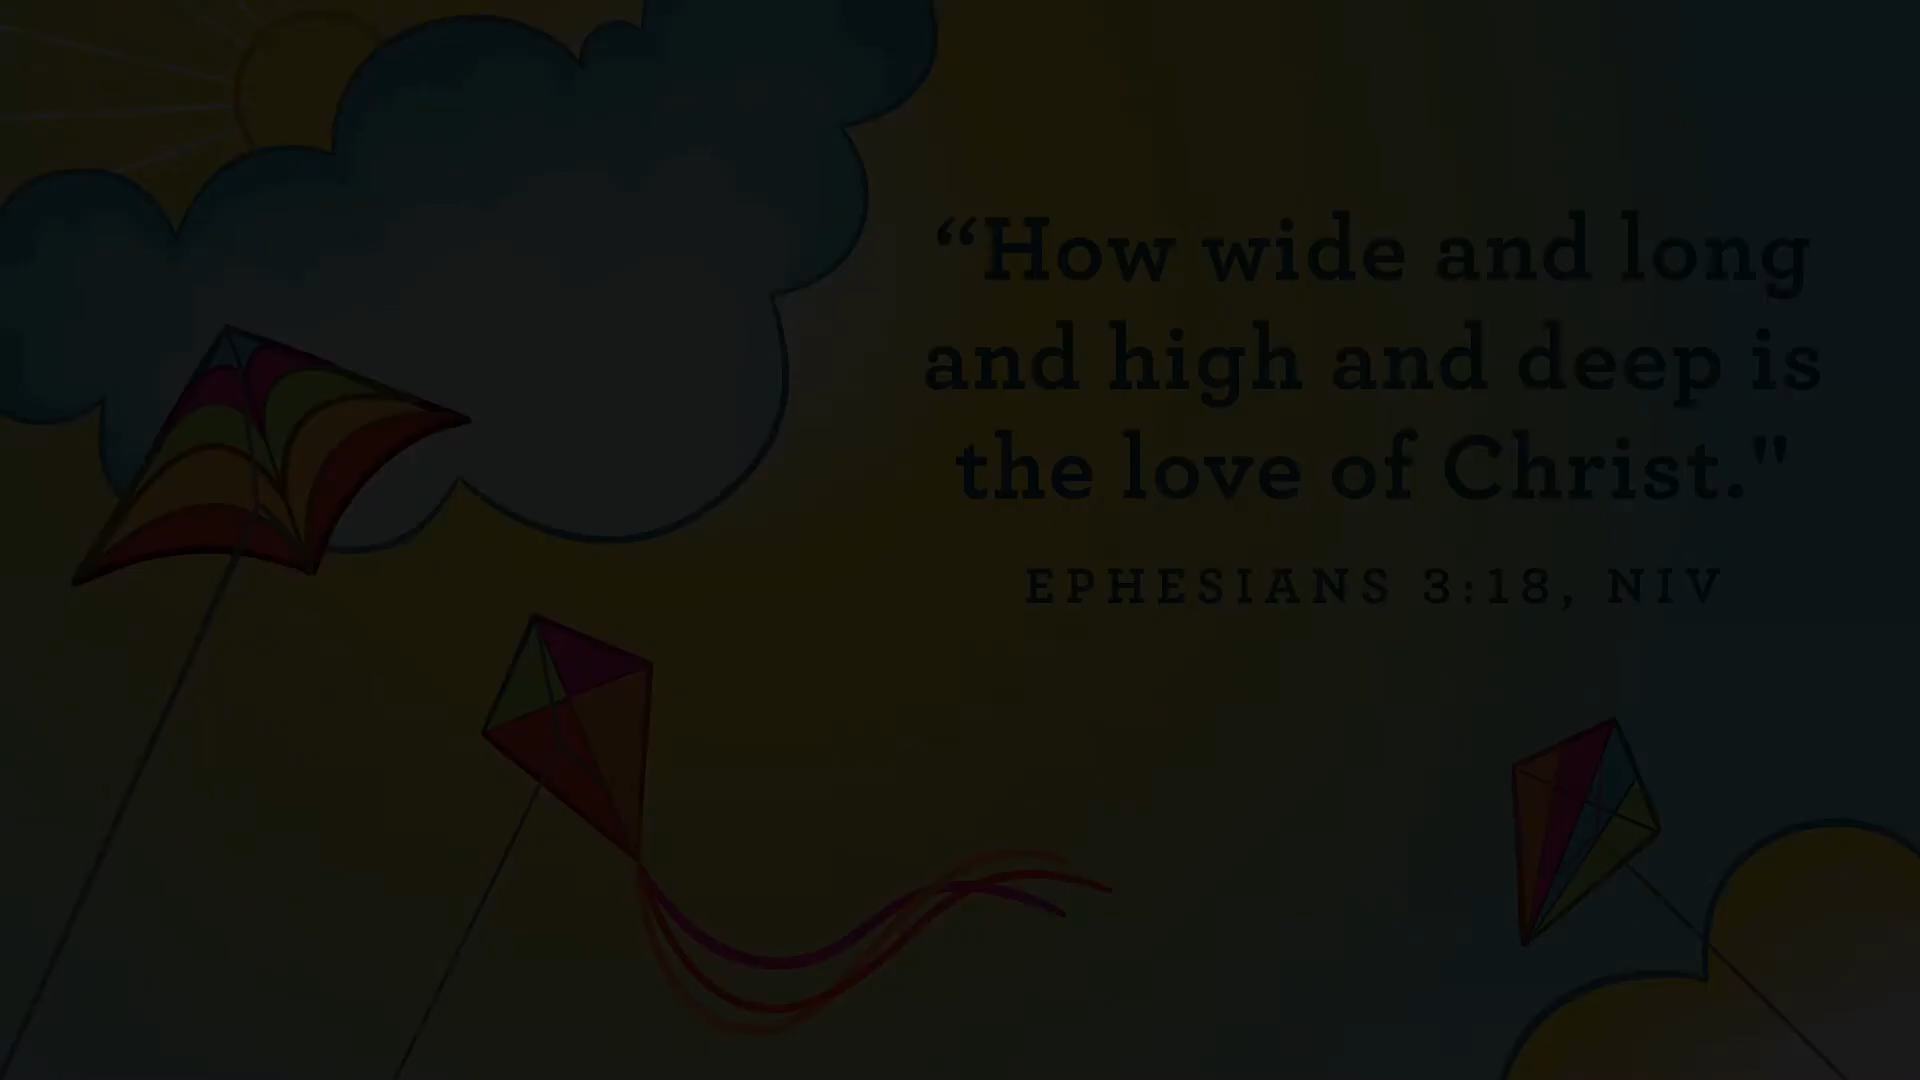 “How wide and long
and high and deep is
the love of Christ."
EPHESIANS 3:18, NIV